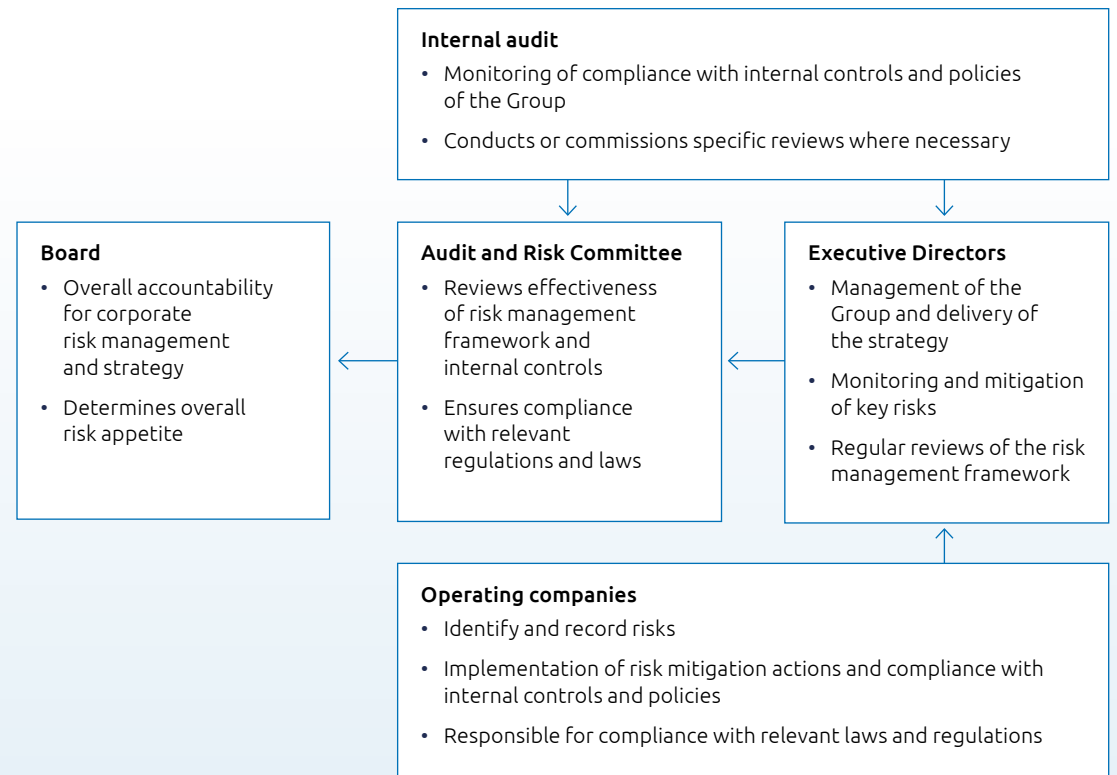 Internal audit
• Monitoring of compliance with internal controls and policies
of the Group
• Conducts or commissions specific reviews where necessary
Board
• Overall accountability
for corporate
risk management
and strategy
• Determines overall
risk appetite
Audit and Risk Committee
• Reviews effectiveness
of risk management
framework and
internal controls
• Ensures compliance
with relevant
regulations and laws
Executive Directors
• Management of the
Group and delivery of
the strategy
• Monitoring and mitigation
of key risks
• Regular reviews of the risk
management framework
Operating companies
• Identify and record risks
• Implementation of risk mitigation actions and compliance with
internal controls and policies
• Responsible for compliance with relevant laws and regulations